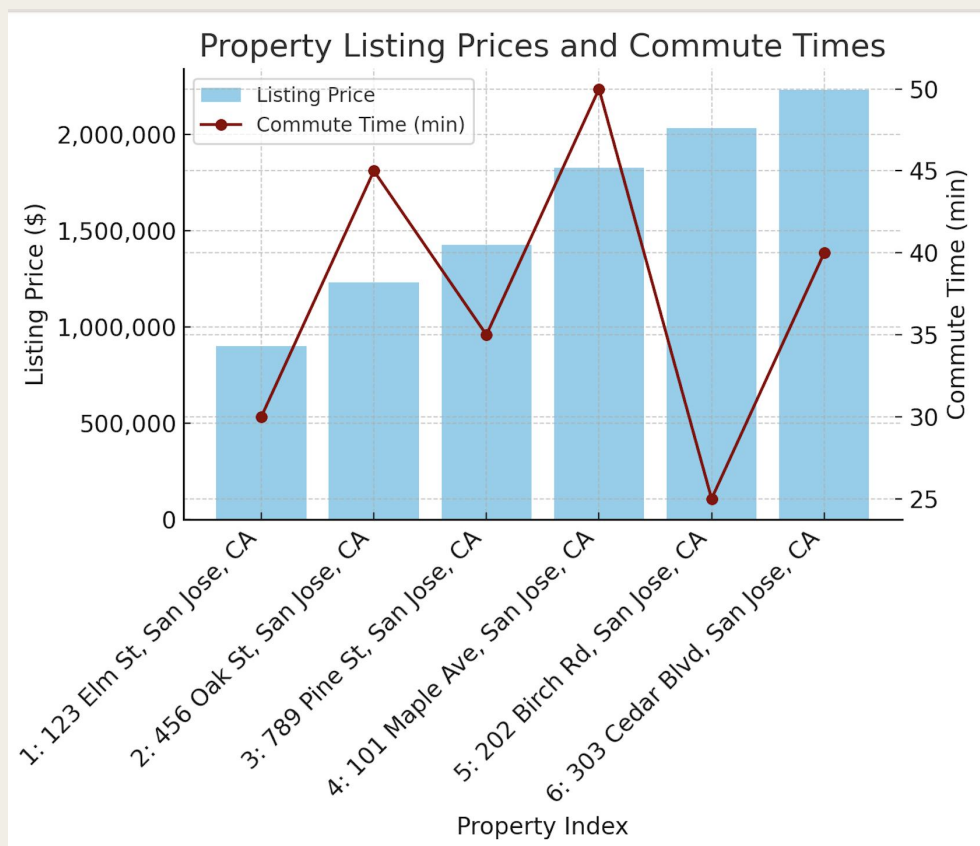 Property Listing Prices and Commute Times
Listing Price
Commute Time (min)
Listing Price ($)
2,000,000
1,500,000
1,000,000
500,000
0
50
45
40
35
30
25
Commute Time (min)
1: 123 Elm St, San Jose, CA
2: 456 Oak St, San Jose, CA
3: 789 Pine St, San Jose, CA
4: 101 Maple Ave, San Jose, CA
5: 202 Birch Rd, San Jose, CA
6: 303 Cedar Blvd, San Jose, CA
Property Index